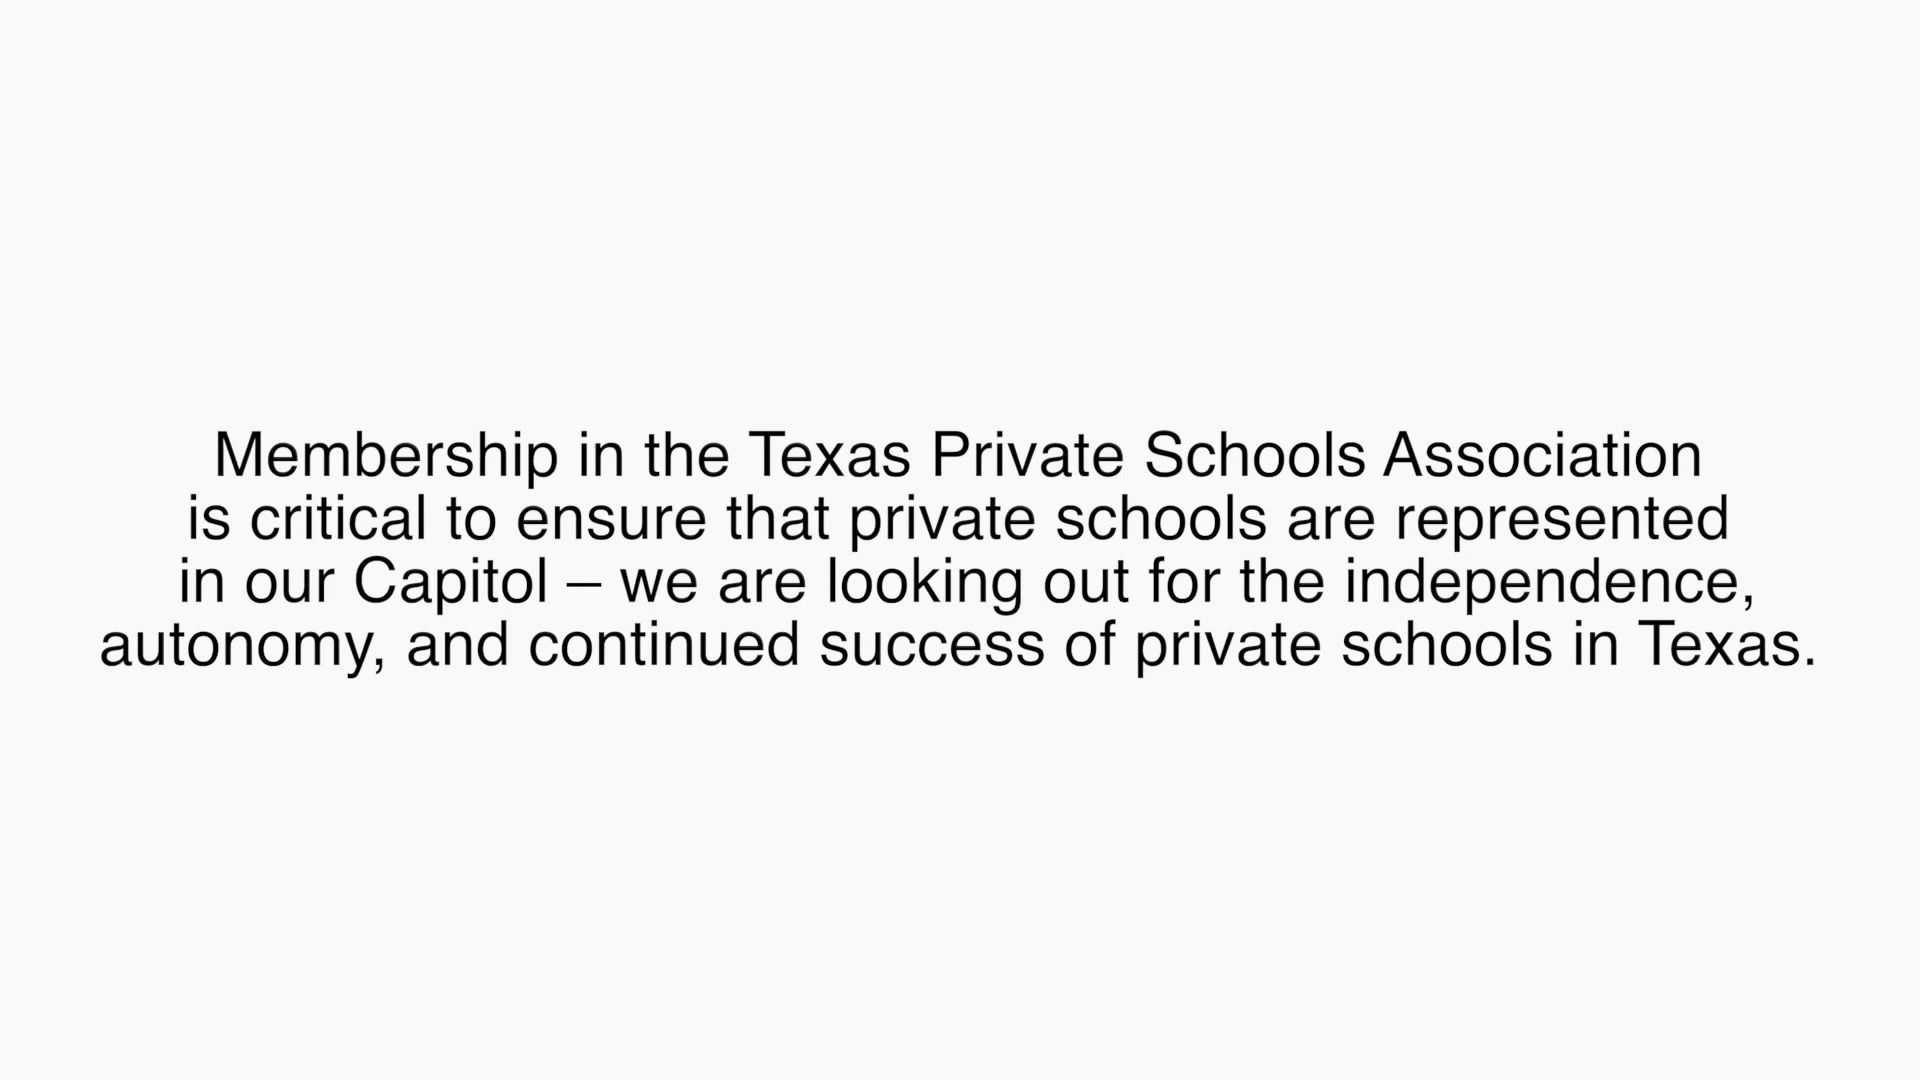 Membership in the Texas Private Schools Association
is critical to ensure that private schools are represented
in our Capitol – we are looking out for the independence,
autonomy, and continued success of private schools in Texas.